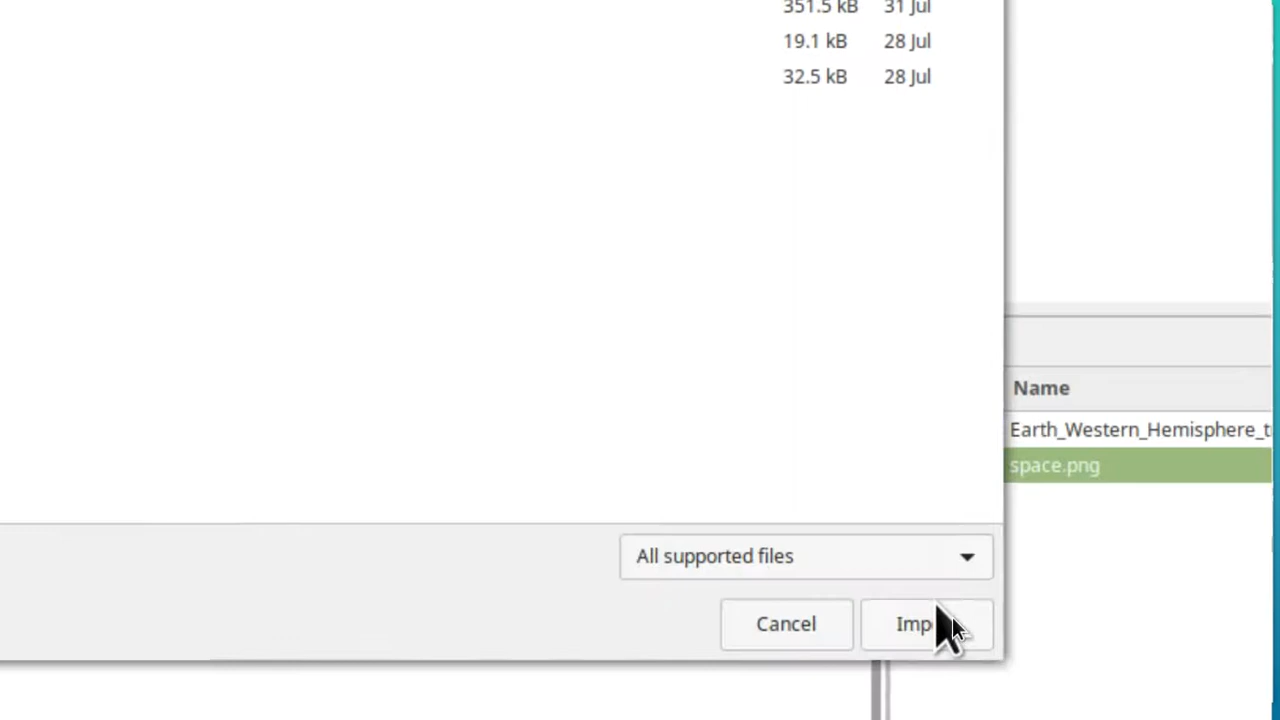 351.5 kB 31 Jul
19.1 kB 28 Jul
32.5 kB 28 Jul
Name
Earth_Western_Hemisphere_t
space.png
All supported files
Cancel
Imp